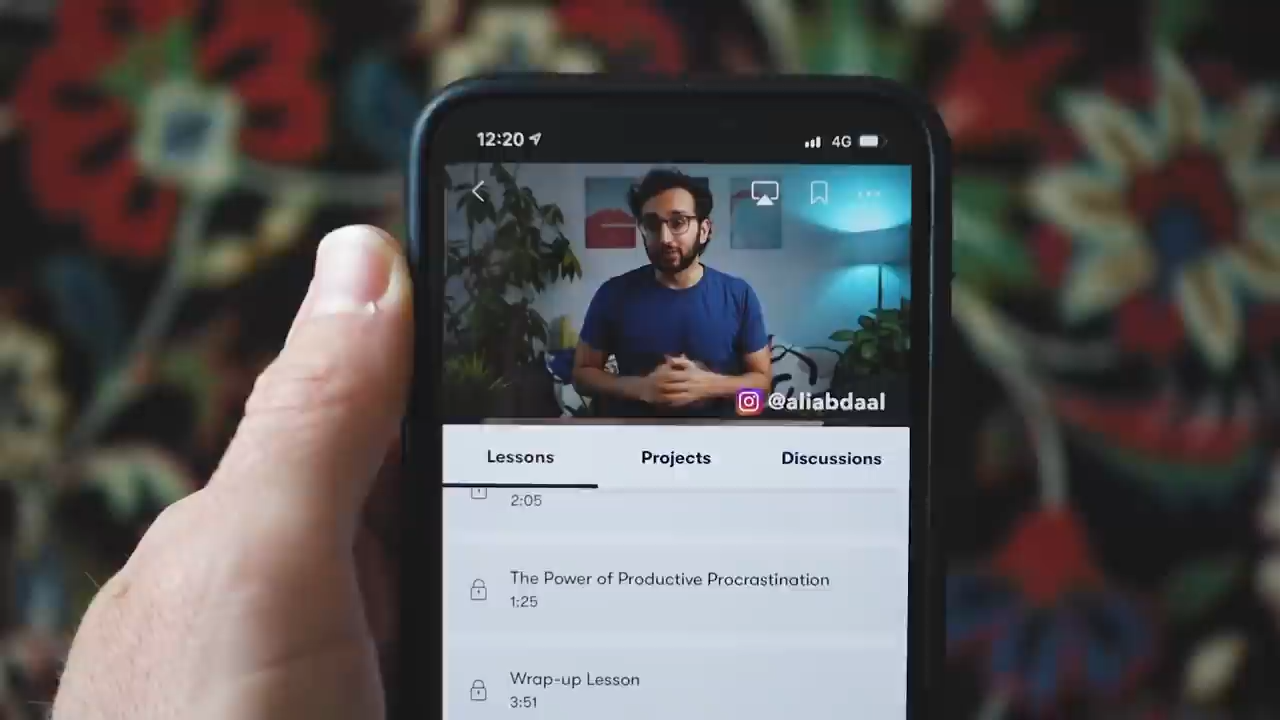 12:20
4G
@aliabdaal
Lessons
Projects
Discussions
2:05
The Power of Productive Procrastination
1:25
Wrap-up Lesson
3:51